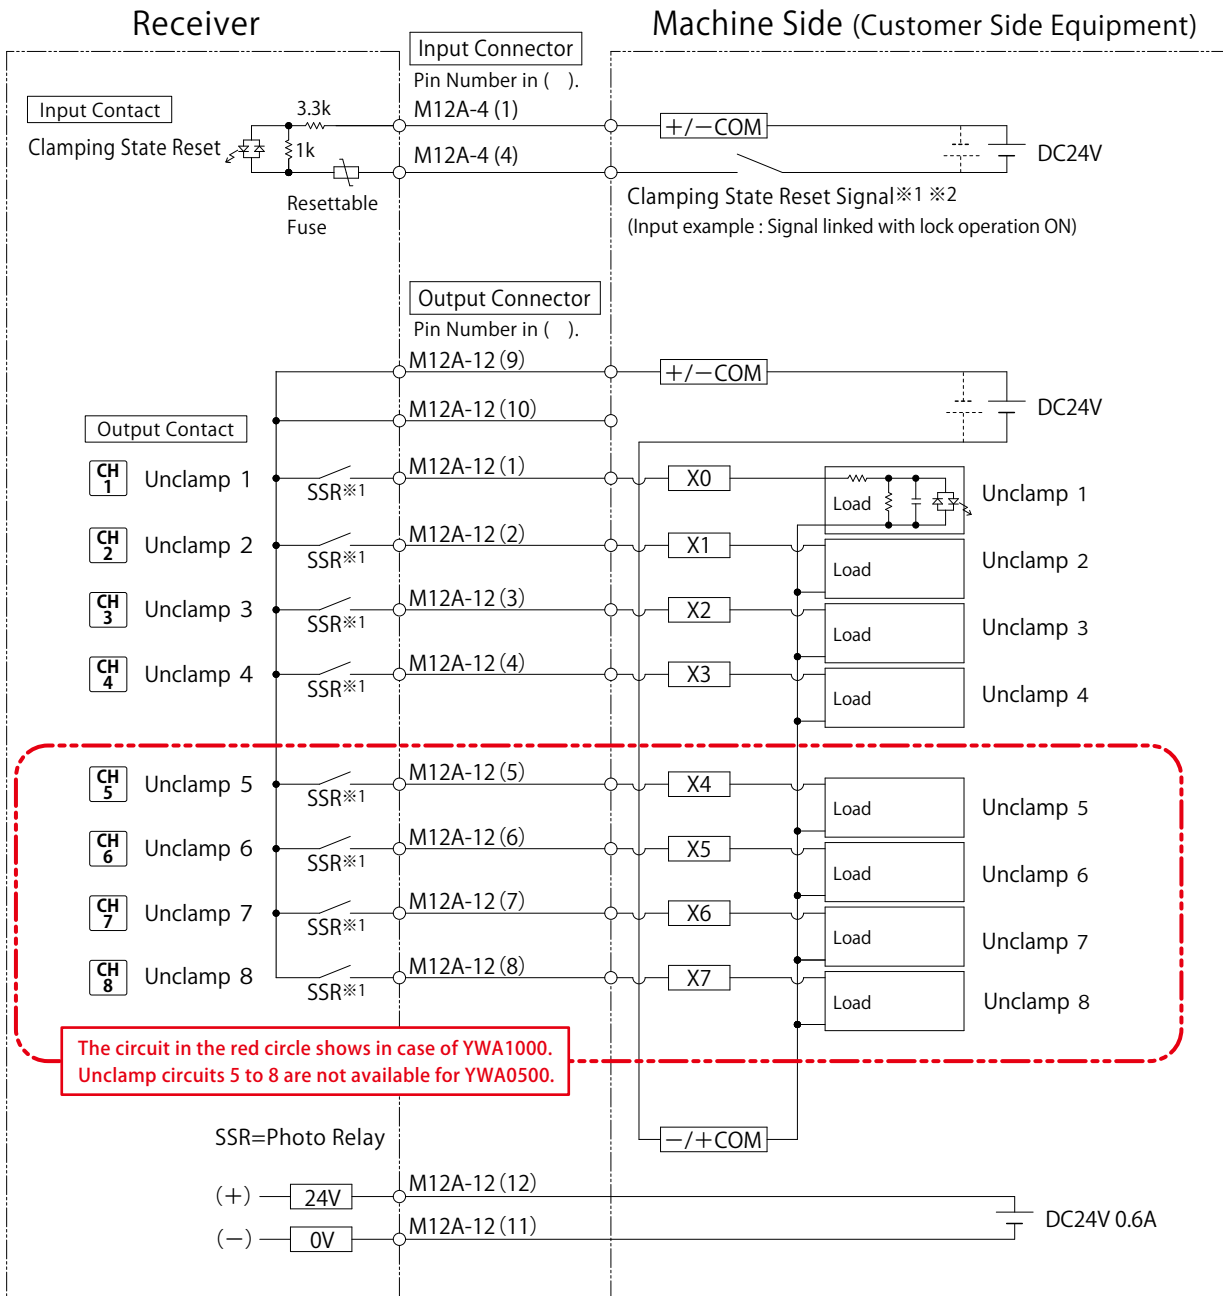 Receiver
Machine Side (Customer Side Equipment)
Input Connector
Pin Number in (   ).
Input Contact
Clamping State Reset
3.3k
1k
Resettable
Fuse
M12A-4 (1)
M12A-4 (4)
+/−COM
DC24V
Clamping State Reset Signal※1 ※2
(Input example : Signal linked with lock operation ON)
Output Connector
Pin Number in (   ).
M12A-12 (9)
+/−COM
M12A-12 (10)
DC24V
Output Contact
CH
1
Unclamp 1
SSR※1
M12A-12 (1)
X0
Load
Unclamp 1
CH
2
Unclamp 2
SSR※1
M12A-12 (2)
X1
Load
Unclamp 2
CH
3
Unclamp 3
SSR※1
M12A-12 (3)
X2
Load
Unclamp 3
CH
4
Unclamp 4
SSR※1
M12A-12 (4)
X3
Load
Unclamp 4
CH
5
Unclamp 5
SSR※1
M12A-12 (5)
X4
Load
Unclamp 5
CH
6
Unclamp 6
SSR※1
M12A-12 (6)
X5
Load
Unclamp 6
CH
7
Unclamp 7
SSR※1
M12A-12 (7)
X6
Load
Unclamp 7
CH
8
Unclamp 8
SSR※1
M12A-12 (8)
X7
Load
Unclamp 8
The circuit in the red circle shows in case of YWA1000.
Unclamp circuits 5 to 8 are not available for YWA0500.
SSR=Photo Relay
−/+COM
(+)
24V
M12A-12 (12)
(−)
0V
M12A-12 (11)
DC24V 0.6A